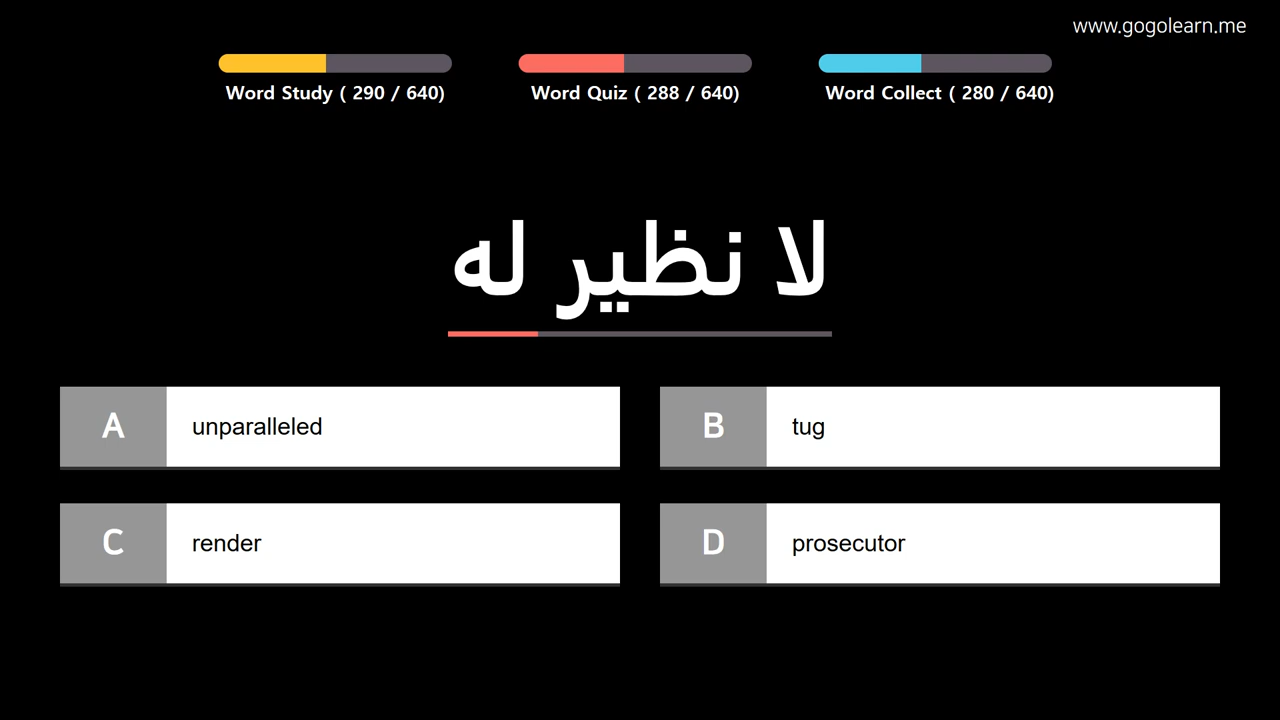 www.gogolearn.me
Word Study ( 290 / 640)
Word Quiz ( 288 / 640)
Word Collect ( 280 / 640)
لا نظير له
A unparalleled
B tug
C render
D prosecutor